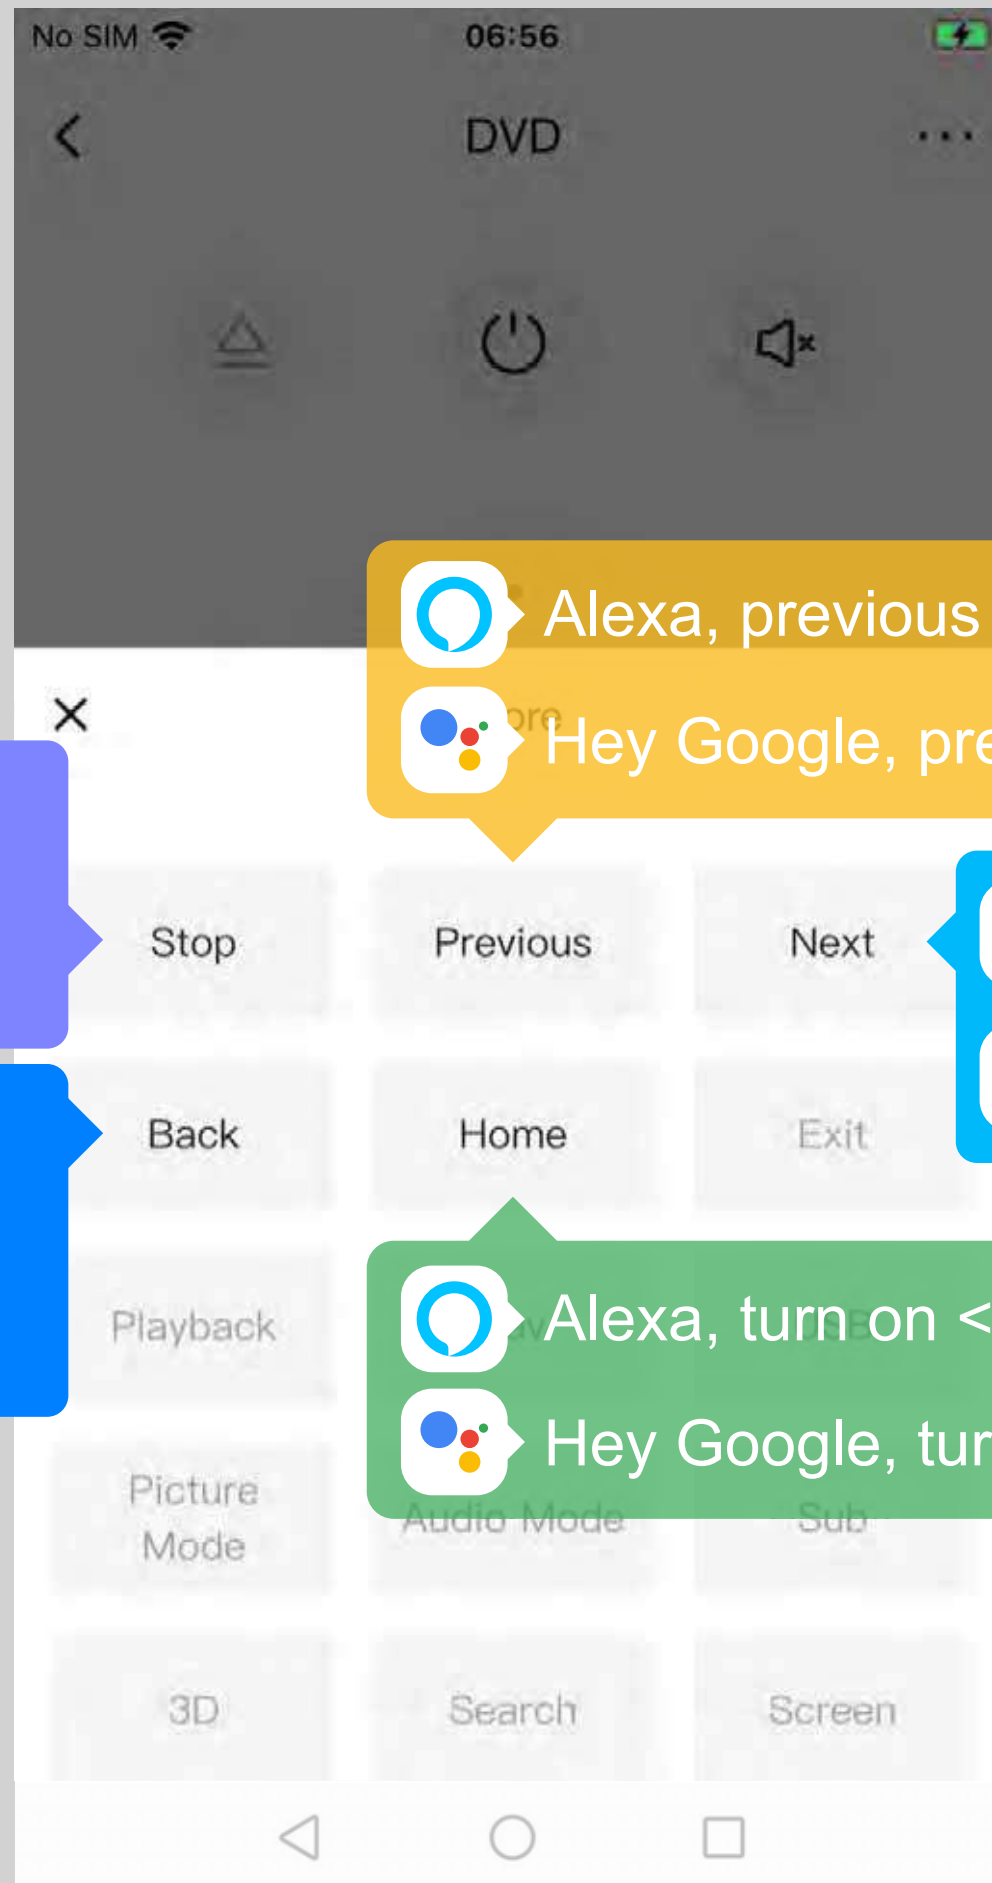 No SIM 06:56
DVD
Alexa, previous
Hey Google, pre
Stop Previous Next
Back Home Exit
Playback
Alexa, turn on <
Hey Google, tur
Picture
Mode
Audio Mode Sub
3D Search Screen